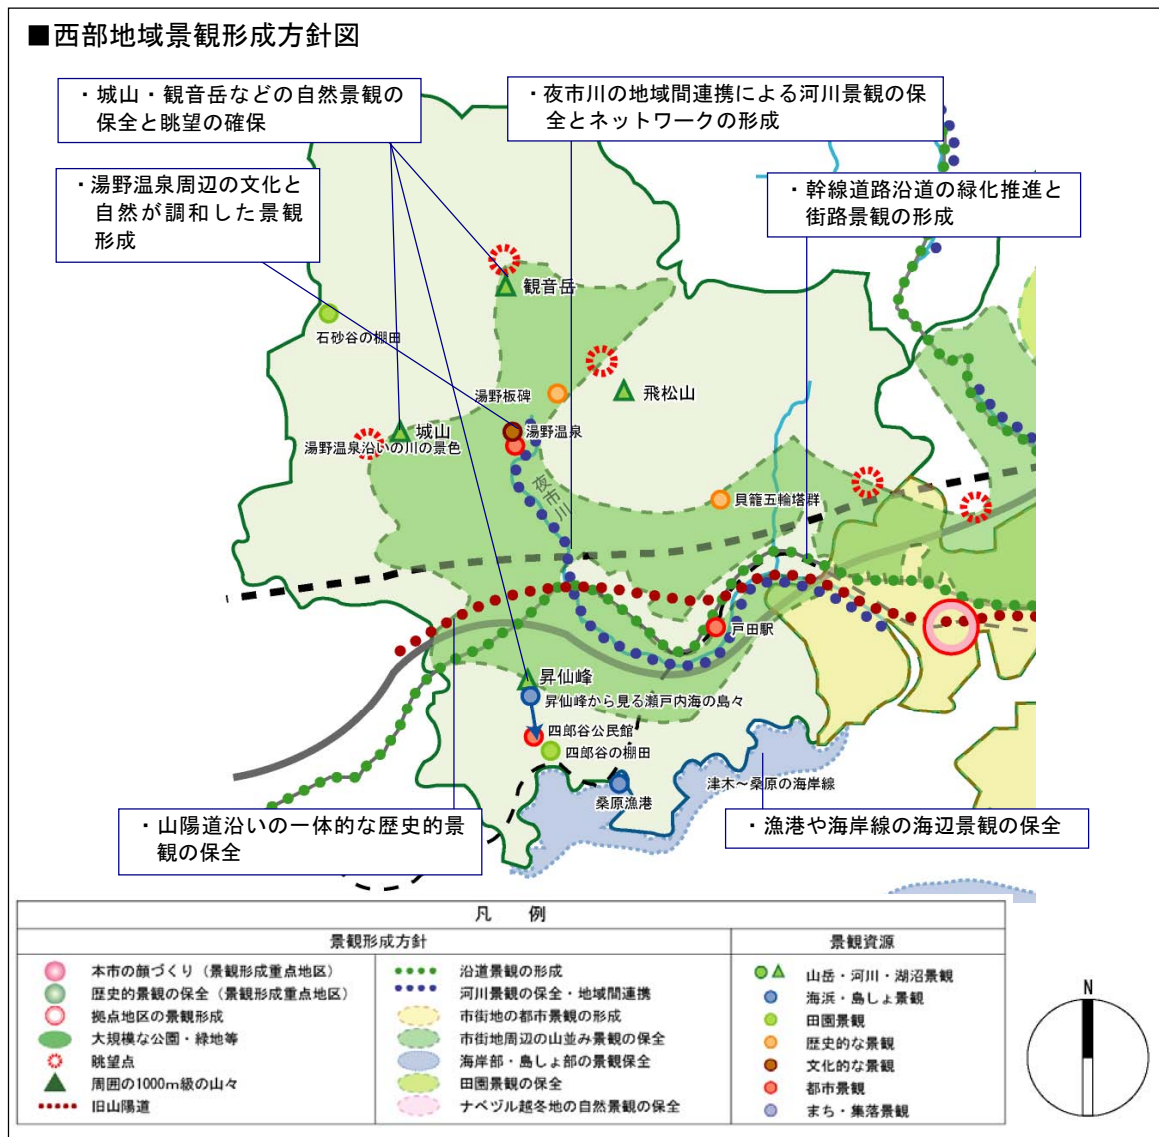 ■西部地域景観形成方針図
・城山・観音岳などの自然景観の
保全と眺望の確保
・夜市川の地域間連携による河川景観の保
全とネットワークの形成
・湯野温泉周辺の文化と
自然が調和した景観
形成
・幹線道路沿道の緑化推進と
街路景観の形成
観音岳
石砂谷の棚田
湯野板碑
飛松山
城山
湯野温泉
湯野温泉沿いの川の景色
夜市川
貝籠五輪塔群
戸田駅
昇仙峰
昇仙峰から見る瀬戸内海の島々
四郎谷公民館
四郎谷の棚田
津木～桑原の海岸線
桑原漁港
・山陽道沿いの一体的な歴史的景
観の保全
・漁港や海岸線の海辺景観の保全
凡　例
景観形成方針
景観資源
本市の顔づくり（景観形成重点地区）
歴史的景観の保全（景観形成重点地区）
拠点地区の景観形成
大規模な公園・緑地等
眺望点
周囲の1000m級の山々
旧山陽道
沿道景観の形成
河川景観の保全・地域間連携
市街地の都市景観の形成
市街地周辺の山並み景観の保全
海岸部・島しょ部の景観保全
田園景観の保全
ナベヅル越冬地の自然景観の保全
山岳・河川・湖沼景観
海浜・島しょ景観
田園景観
歴史的な景観
文化的な景観
都市景観
まち・集落景観
N